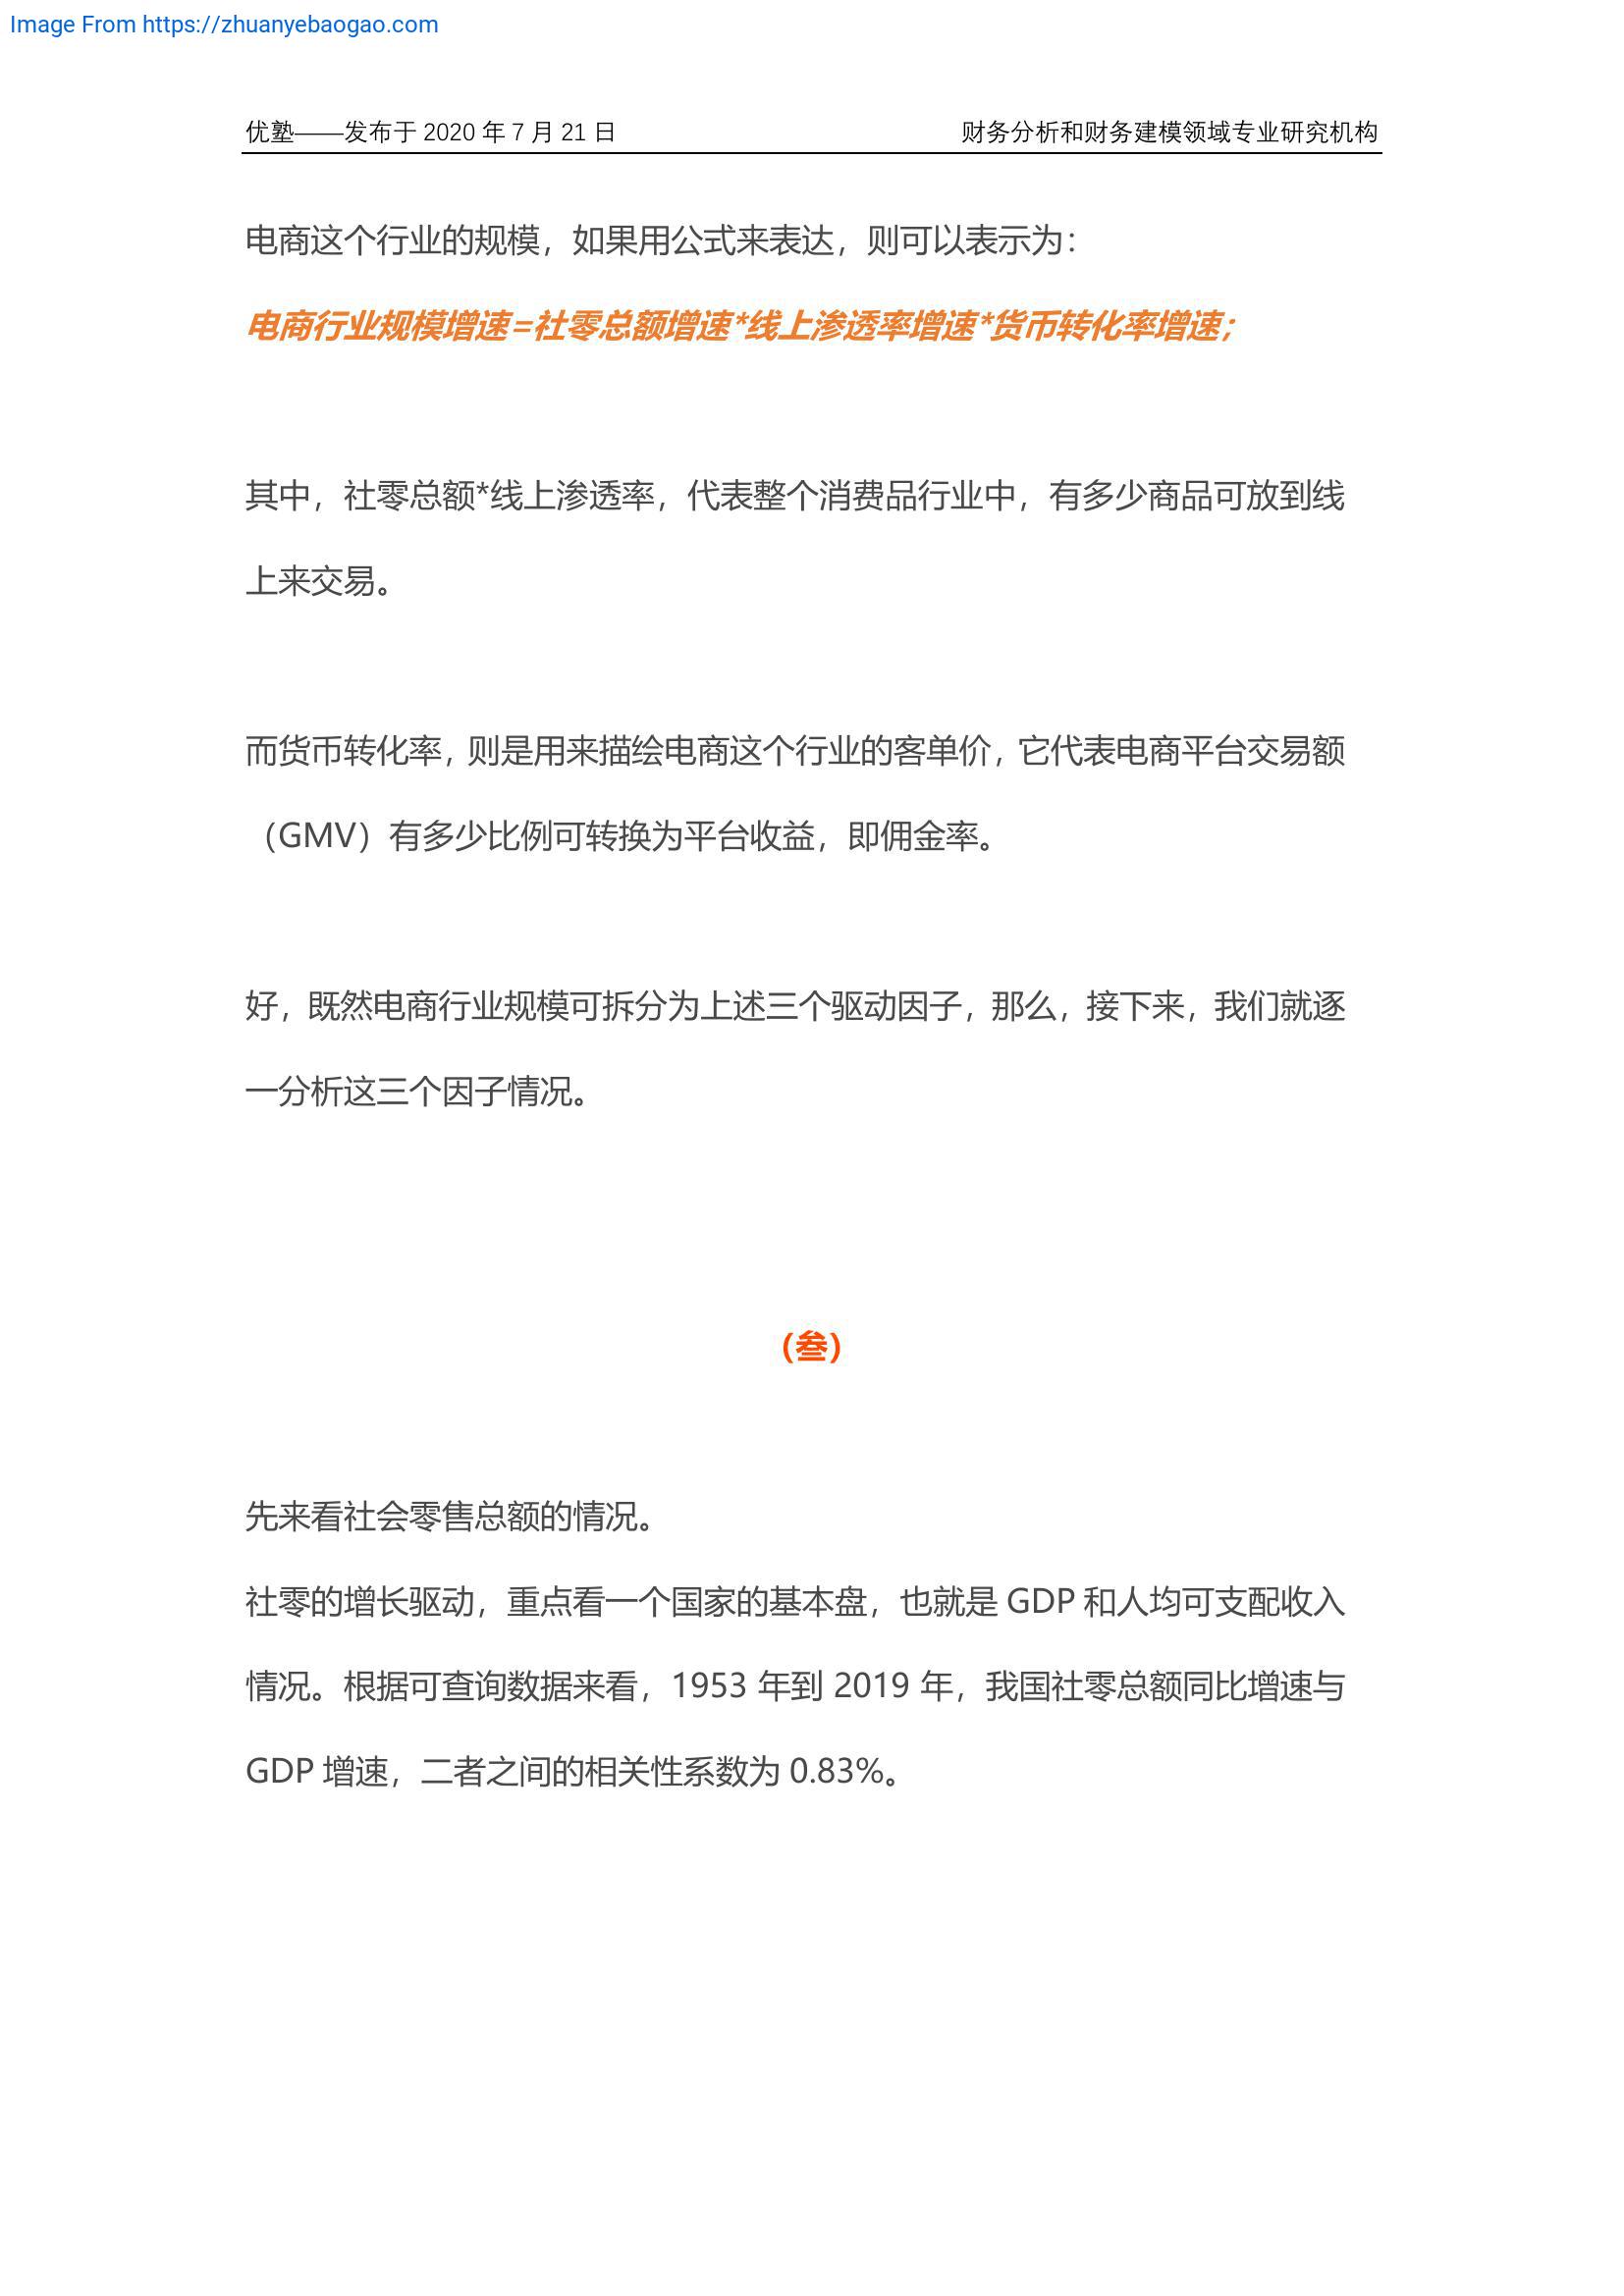 Image From https://zhuanyebaogao.com
优塾——发布于 2020 年 7 月 21 日 财务分析和财务建模领域专业研究机构
电商这个行业的规模，如果用公式来表达，则可以表示为：
电商行业规模增速=社零总额增速*线上渗透率增速*货币转化率增速；
其中，社零总额*线上渗透率，代表整个消费品行业中，有多少商品可放到线
上来交易。
而货币转化率，则是用来描绘电商这个行业的客单价，它代表电商平台交易额
（GMV）有多少比例可转换为平台收益，即佣金率。
好，既然电商行业规模可拆分为上述三个驱动因子，那么，接下来，我们就逐
一分析这三个因子情况。
（叁）
先来看社会零售总额的情况。
社零的增长驱动，重点看一个国家的基本盘，也就是 GDP 和人均可支配收入
情况。根据可查询数据来看，1953 年到 2019 年，我国社零总额同比增速与
GDP 增速，二者之间的相关性系数为 0.83%。